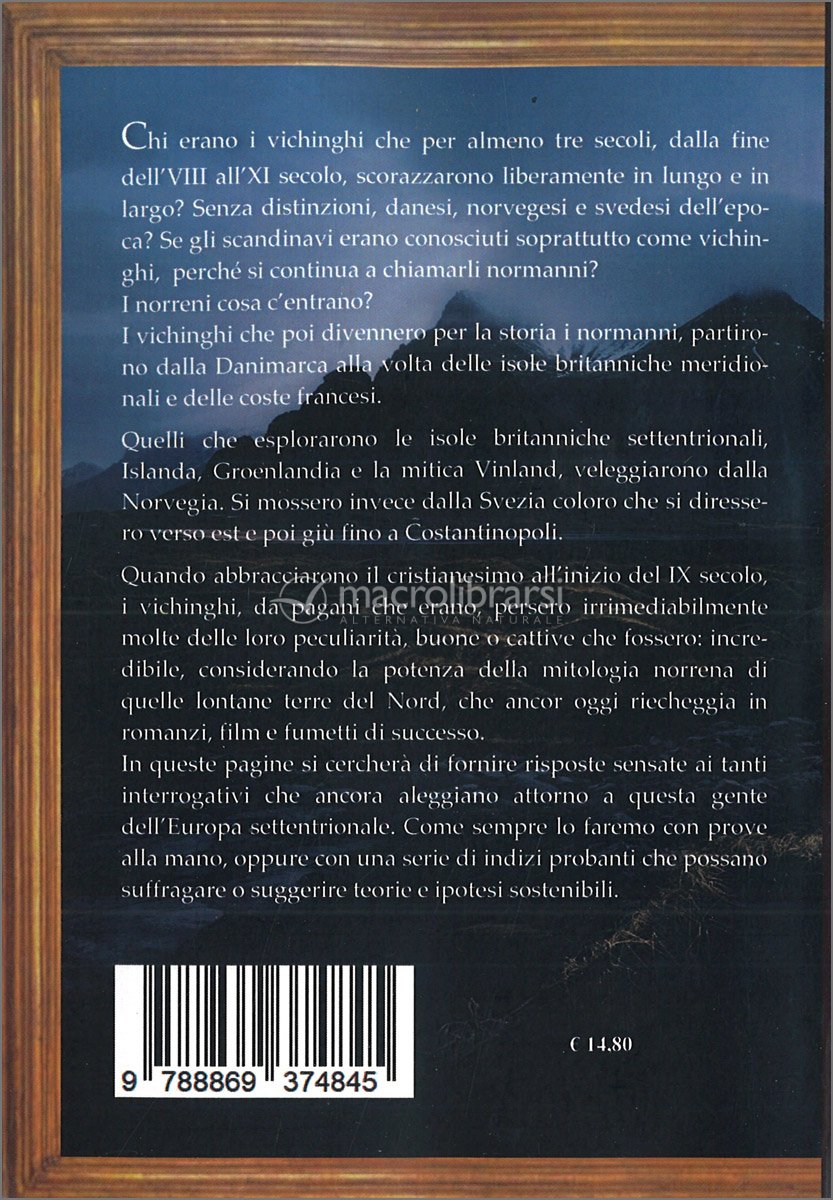 Chi erano i vichinghi che per almeno tre secoli, dalla fine
dell'VIII all'XI secolo, scorazzarono liberamente in lungo e in
largo? Senza distinzioni, danesi, norvegesi e svedesi dell'epo-
ca? Se gli scandinavi erano conosciuti soprattutto come vichin-
ghi, perché si continua a chiamarli normanni?
I norreni cosa c'entrano?
I vichinghi che poi divennero per la storia i normanni, partiro-
no dalla Danimarca alla volta delle isole britanniche meridio-
nali e delle coste francesi.
Quelli che esplorarono le isole britanniche settentrionali,
Islanda, Groenlandia e la mitica Vinland, veleggiarono dalla
Norvegia. Si mossero invece dalla Svezia coloro che si diresse-
ro verso est e poi giù fino a Costantinopoli.
Quando abbracciarono il cristianesimo all'inizio del IX secolo,
macrolibrarsi
i vichinghi, da pagani che erano, persero irrimediabilmente
ALTERNATIVA NATURALE
molte delle loro peculiarità, buone o cattive che fossero: incre-
dibile, considerando la potenza della mitologia norrena di
quelle lontane terre del Nord, che ancor oggi riecheggia in
romanzi, film e fumetti di successo.
In queste pagine si cercherà di fornire risposte sensate ai tanti
interrogativi che ancora aleggiano attorno a questa gente
dell'Europa settentrionale. Come sempre lo faremo con prove
alla mano, oppure con una serie di indizi probanti che possano
suffragare o suggerire teorie e ipotesi sostenibili.
€ 14,80
9 788869 374845